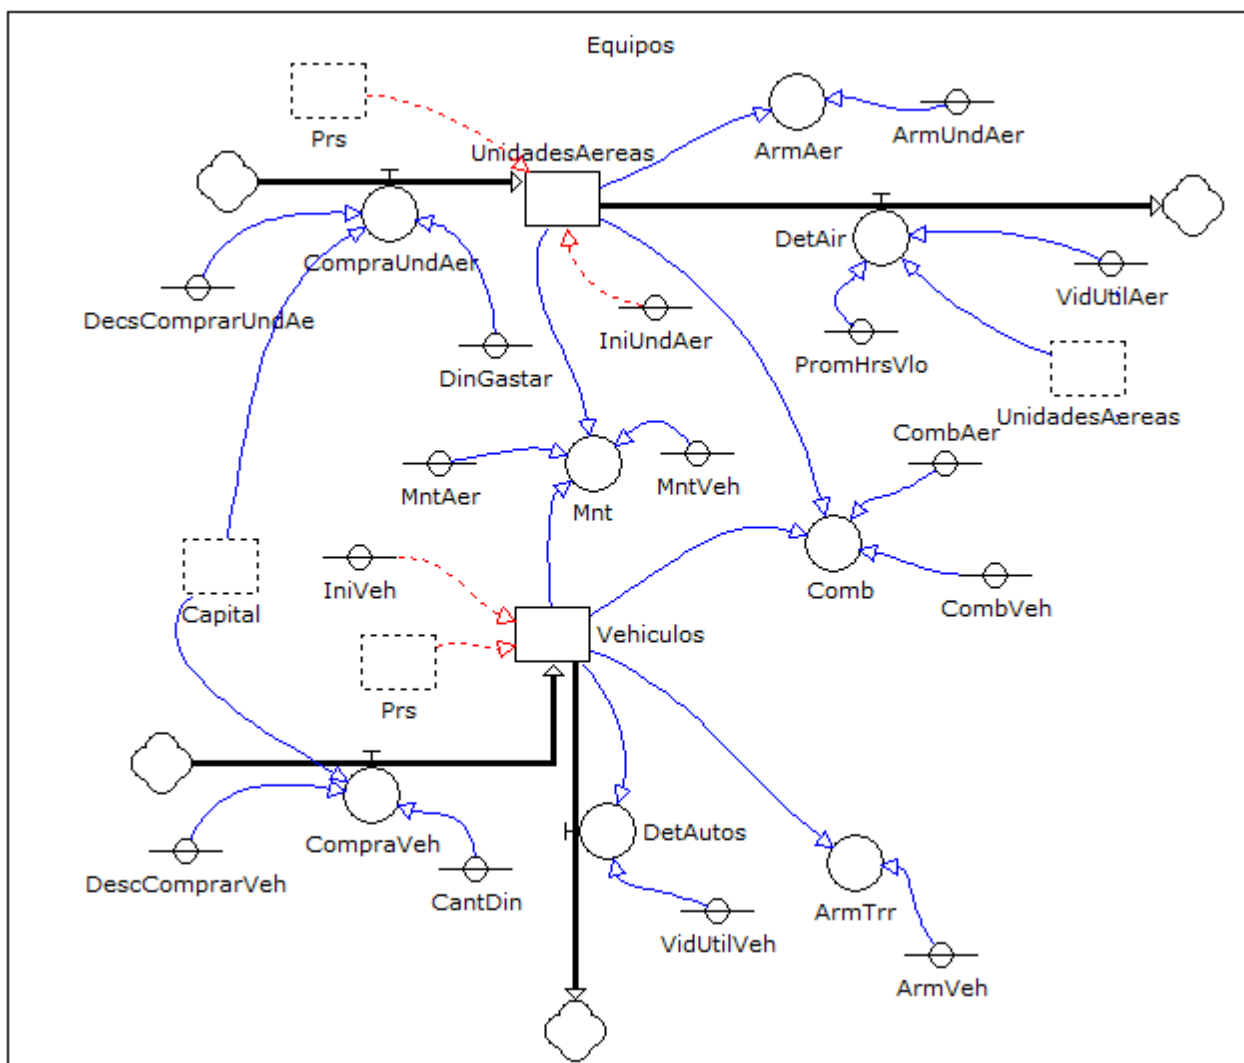 Equipos
Prs
ArmAer
ArmUndAer
UnidadesAereas
CompraUndAer
DetAir
VidUtilAer
DecsComprarUndAe
IniUndAer
DinGastar
PromHrsVlo
UnidadesAereas
CombAer
MntAer
MntVeh
Mnt
IniVeh
Capital
Comb
CombVeh
Vehiculos
Prs
CompraVeh
DescComprarVeh
CantDin
DetAutos
VidUtilVeh
ArmTrr
ArmVeh